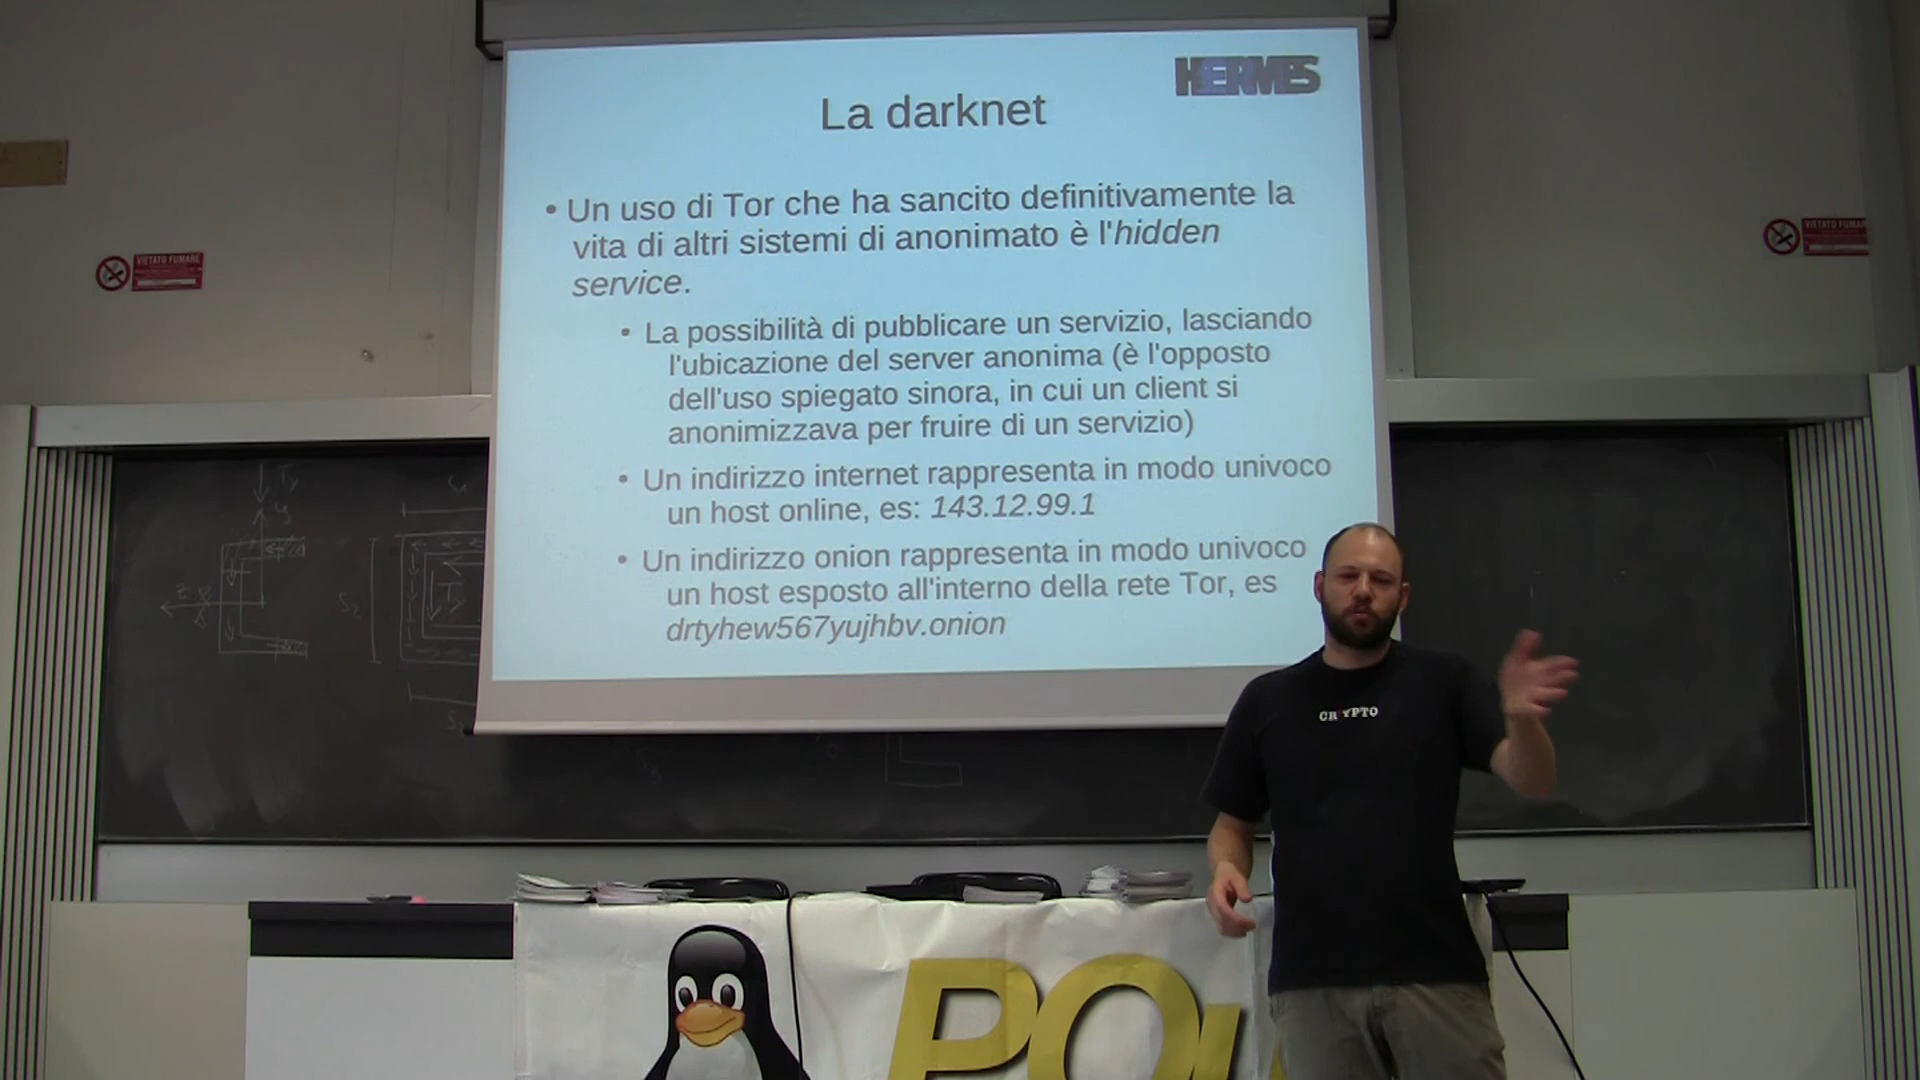 HERMES
La darknet
• Un uso di Tor che ha sancito definitivamente la
vita di altri sistemi di anonimato è l'hidden
service.
• La possibilità di pubblicare un servizio, lasciando
l'ubicazione del server anonima (è l'opposto
dell'uso spiegato sinora, in cui un client si
anonimizzava per fruire di un servizio)
• Un indirizzo internet rappresenta in modo univoco
un host online, es: 143.12.99.1
• Un indirizzo onion rappresenta in modo univoco
un host esposto all'interno della rete Tor, es
drtyhew567yujhbv.onion
VIETATO FUMARE
VIETATO FUMARE
CRYPTO